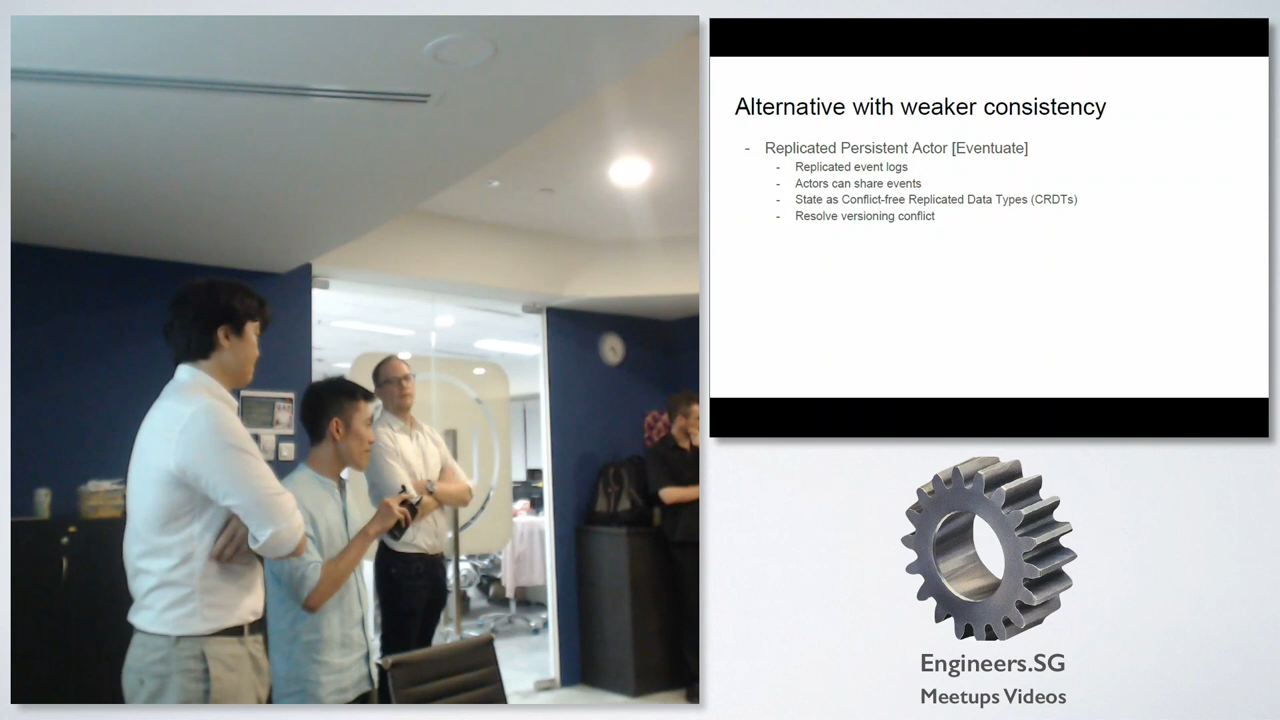 Alternative with weaker consistency
- Replicated Persistent Actor [Eventuate]
- Replicated event logs
- Actors can share events
- State as Conflict-free Replicated Data Types (CRDTs)
- Resolve versioning conflict
Engineers.SG
Meetups Videos